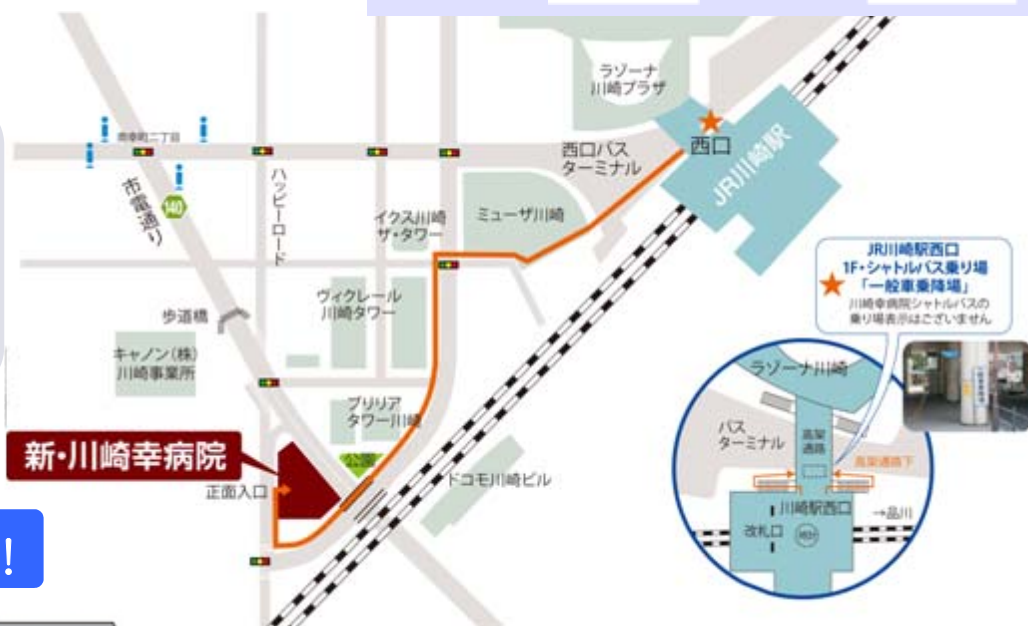 ラゾーナ
川崎プラザ
西口
JR川崎駅
西口バス
ターミナル
南幸町二丁目
市電通り
140
ハッピーロード
イクス川崎
ザ・タワー
ミューザ川崎
ヴィクレール
川崎タワー
歩道橋
キャノン(株)
川崎事業所
ブリリア
タワー川崎
公園
新・川崎幸病院
正面入口
ドコモ川崎ビル
!
JR川崎駅西口
1F・シャトルバス乗り場
「一般車乗降場」
川崎幸病院シャトルバスの
乗り場表示はございません
ラゾーナ川崎
バス
ターミナル
高架
通路
高架通路下
川崎駅西口
→品川
改札口
時計